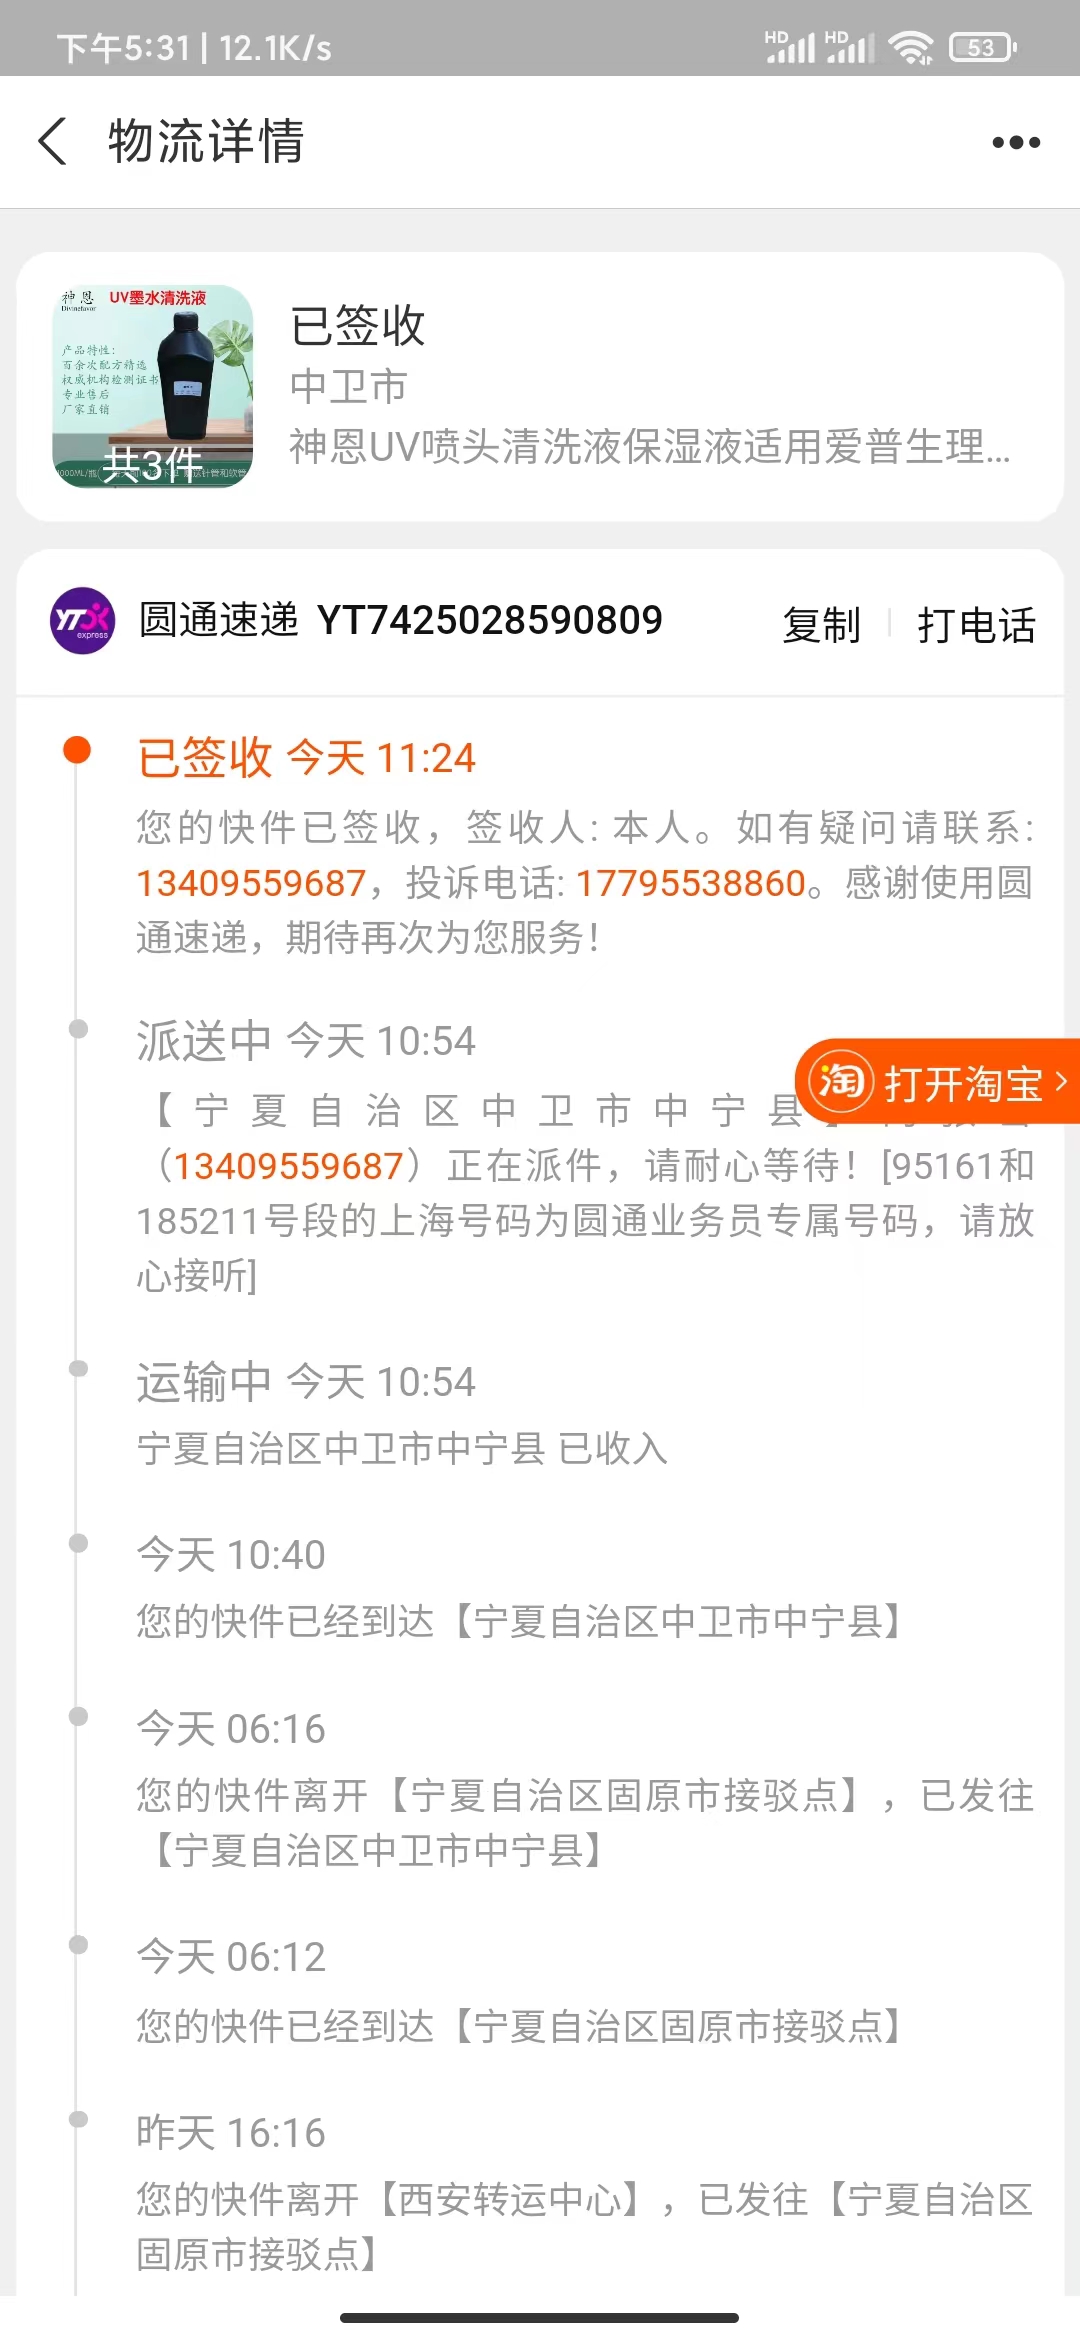 下午5:31 | 12.1K/s
HD HD 53
物流详情
神恩 UV墨水清洗液
Divinefavor
产品特性：
百余次配方精选
权威机构检测证书
专业售后
厂家直销
共3件
已签收
中卫市
神恩UV喷头清洗液保湿液适用爱普生理...
YTO express
圆通速递 YT7425028590809
复制 | 打电话
已签收 今天 11:24
您的快件已签收，签收人: 本人。如有疑问请联系:
13409559687，投诉电话: 17795538860。感谢使用圆
通速递，期待再次为您服务！
派送中 今天 10:54
淘 打开淘宝
【宁夏自治区中卫市中宁县】
（13409559687）正在派件，请耐心等待！[95161和
185211号段的上海号码为圆通业务员专属号码，请放
心接听]
运输中 今天 10:54
宁夏自治区中卫市中宁县 已收入
今天 10:40
您的快件已经到达【宁夏自治区中卫市中宁县】
今天 06:16
您的快件离开【宁夏自治区固原市接驳点】，已发往
【宁夏自治区中卫市中宁县】
今天 06:12
您的快件已经到达【宁夏自治区固原市接驳点】
昨天 16:16
您的快件离开【西安转运中心】，已发往【宁夏自治区
固原市接驳点】